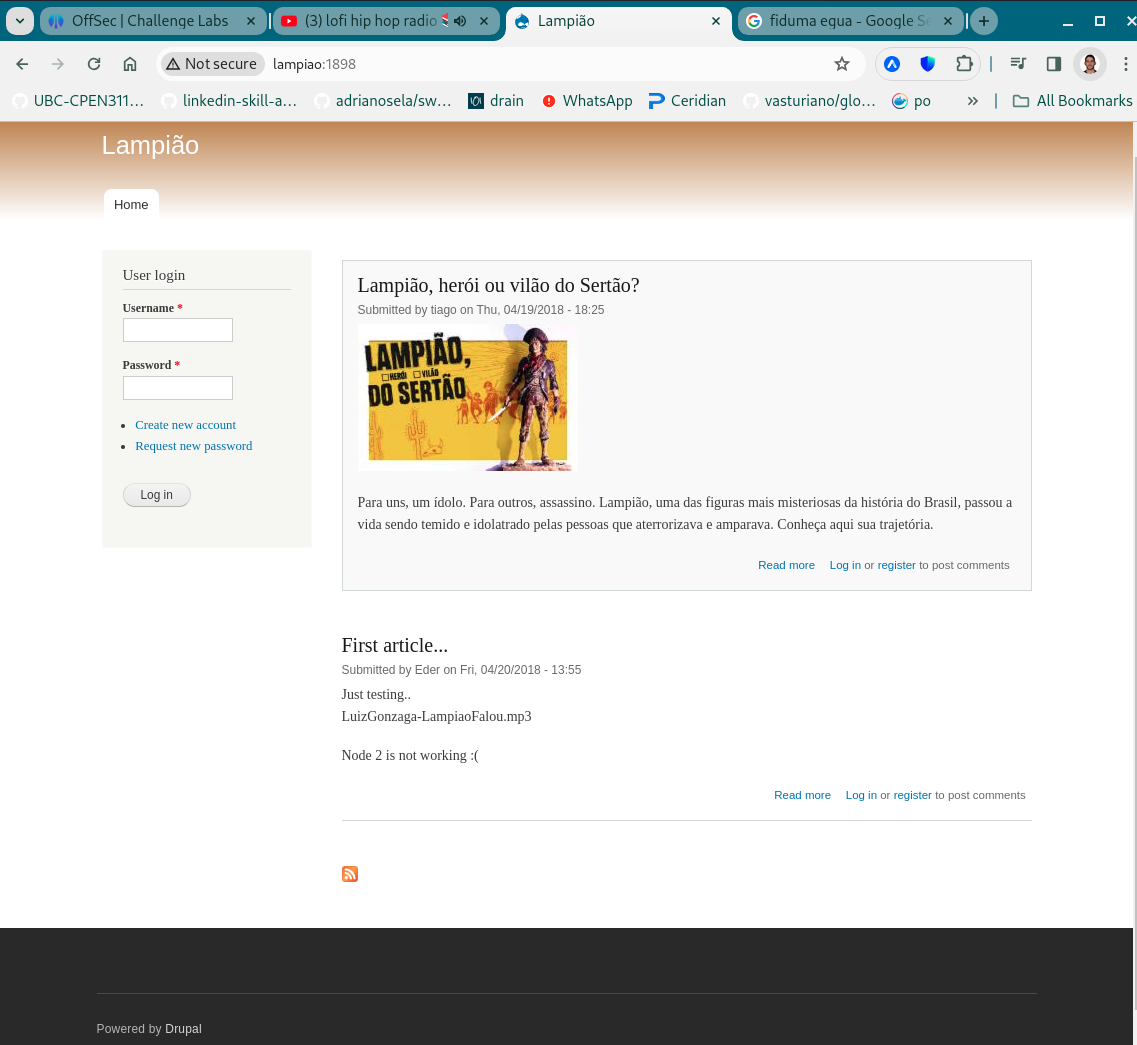 OffSec | Challenge Labs
(3) lofi hip hop radio
Lampião
fiduma egua - Google Se
Not secure
lampiao:1898
UBC-CPEN311…
linkedin-skill-a…
adrianosela/sw…
drain
WhatsApp
Ceridian
vasturiano/glo…
po
All Bookmarks
Lampião
Home
User login
Username *
Password *
Create new account
Request new password
Log in
Lampião, herói ou vilão do Sertão?
Submitted by tiago on Thu, 04/19/2018 - 18:25
LAMPIÃO,
HERÓI VILÃO
DO SERTÃO
Para uns, um ídolo. Para outros, assassino. Lampião, uma das figuras mais misteriosas da história do Brasil, passou a
vida sendo temido e idolatrado pelas pessoas que aterrorizava e amparava. Conheça aqui sua trajetória.
Read more Log in or register to post comments
First article...
Submitted by Eder on Fri, 04/20/2018 - 13:55
Just testing..
LuizGonzaga-LampiaoFalou.mp3
Node 2 is not working :(
Read more Log in or register to post comments
Powered by Drupal